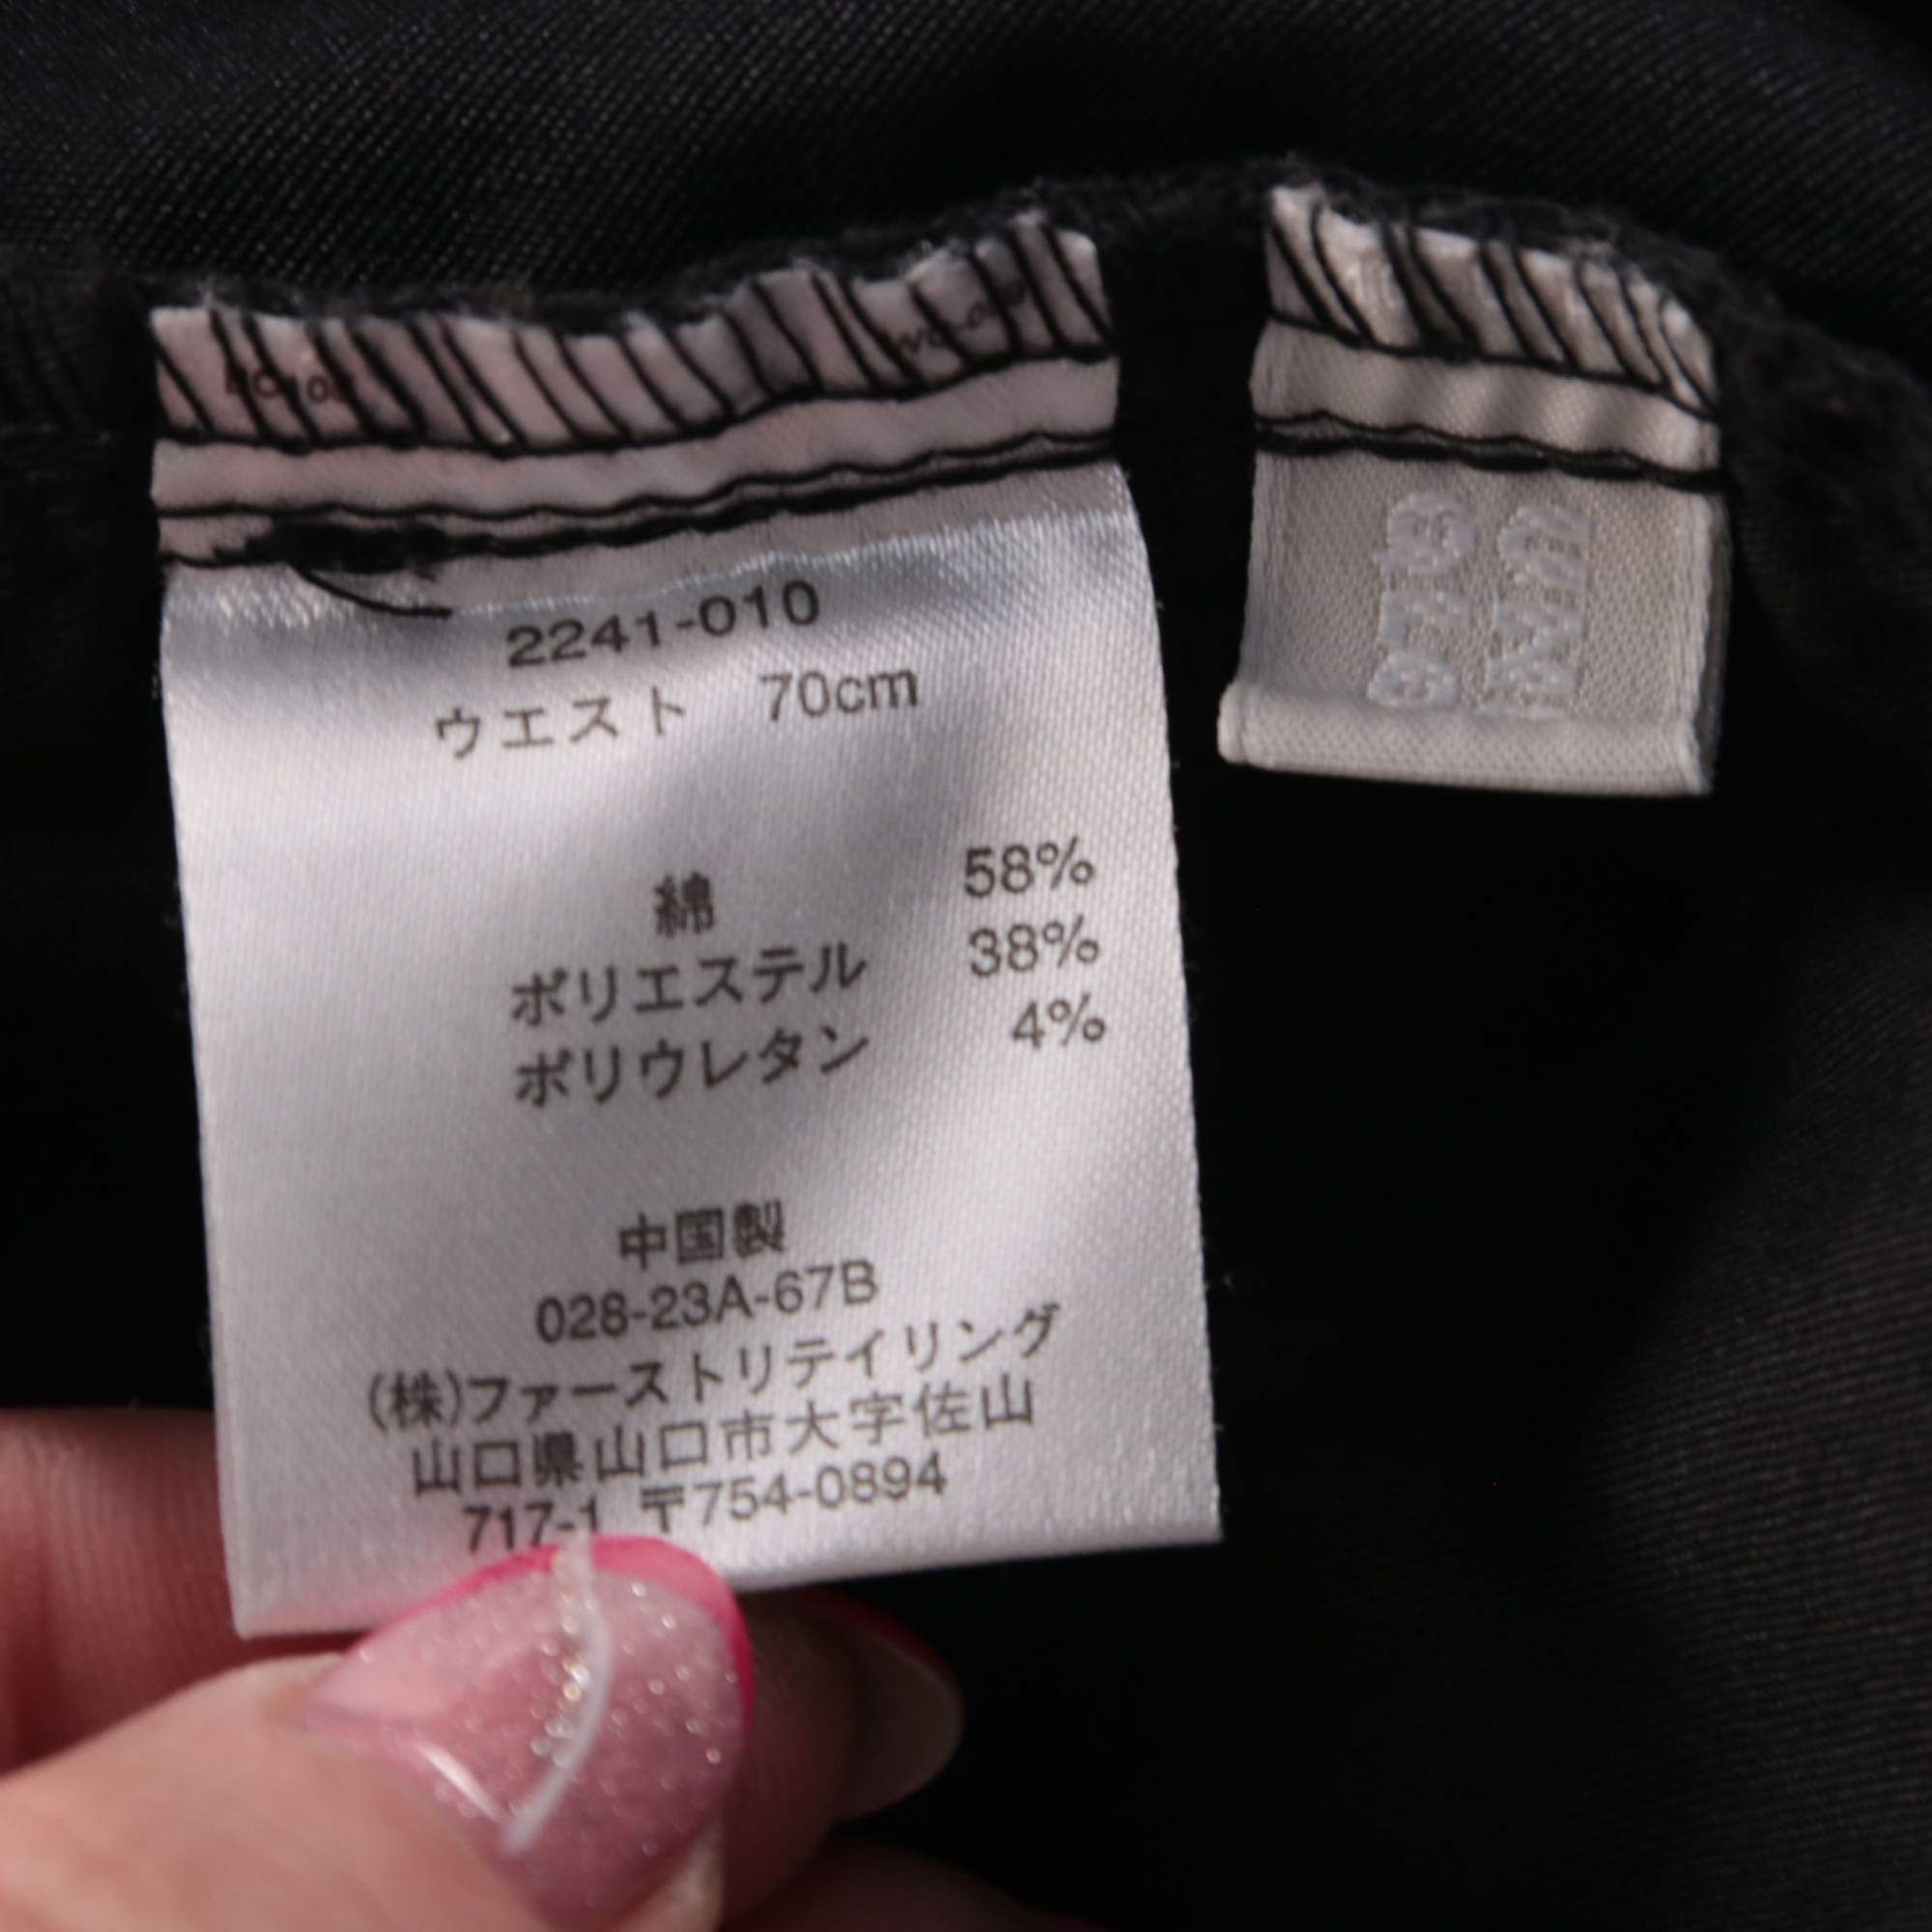 2241-010
ウエスト 70cm
綿 58%
ポリエステル 38%
ポリウレタン 4%
中国製
028-23A-67B
(株)ファーストリテイリング
山口県山口市大字佐山
717-1 〒754-0894